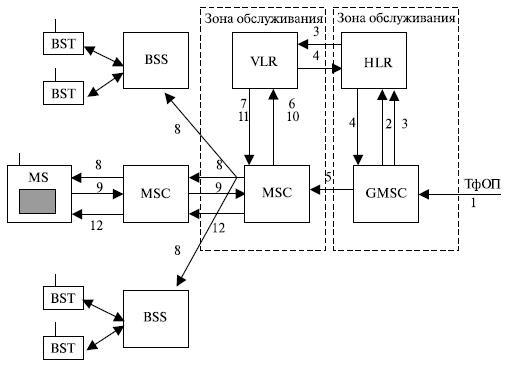 Зона обслуживания
Зона обслуживания
BST
BSS
BST
VLR
3
4
HLR
8
7
11
6
10
4
2
3
MS
8
9
12
MSC
8
9
12
MSC
5
GMSC
ТфОП
1
8
BST
BSS
BST